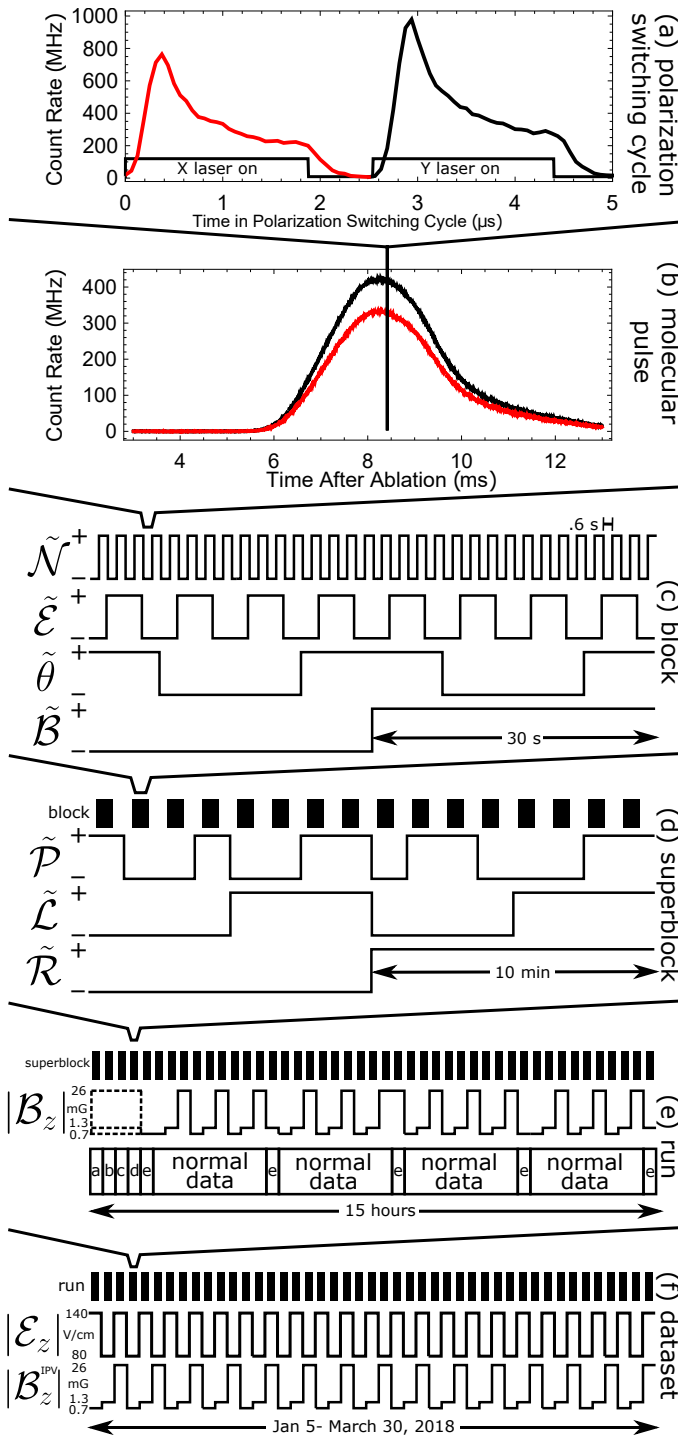 1000
800
600
400
200
0
Count Rate (MHz)
X laser on
Y laser on
0 1 2 3 4 5
Time in Polarization Switching Cycle (µs)
(a) polarization
switching cycle
400
300
200
100
0
Count Rate (MHz)
4 6 8 10 12
Time After Ablation (ms)
(b) molecular
pulse
Ñ + −
.6 s
Ẽ + −
θ̃ + −
B̃ + −
30 s
(c) block
block
P̃ + −
L̃ + −
R̃ + −
10 min
(d) superblock
superblock
|B_z| 26
mG
1.3
0.7
a b c d e normal data e normal data e normal data e normal data e
15 hours
(e) run
run
|E_z| 140
V/cm
80
|B_z^IPV| 26
mG
1.3
0.7
Jan 5- March 30, 2018
(f) dataset